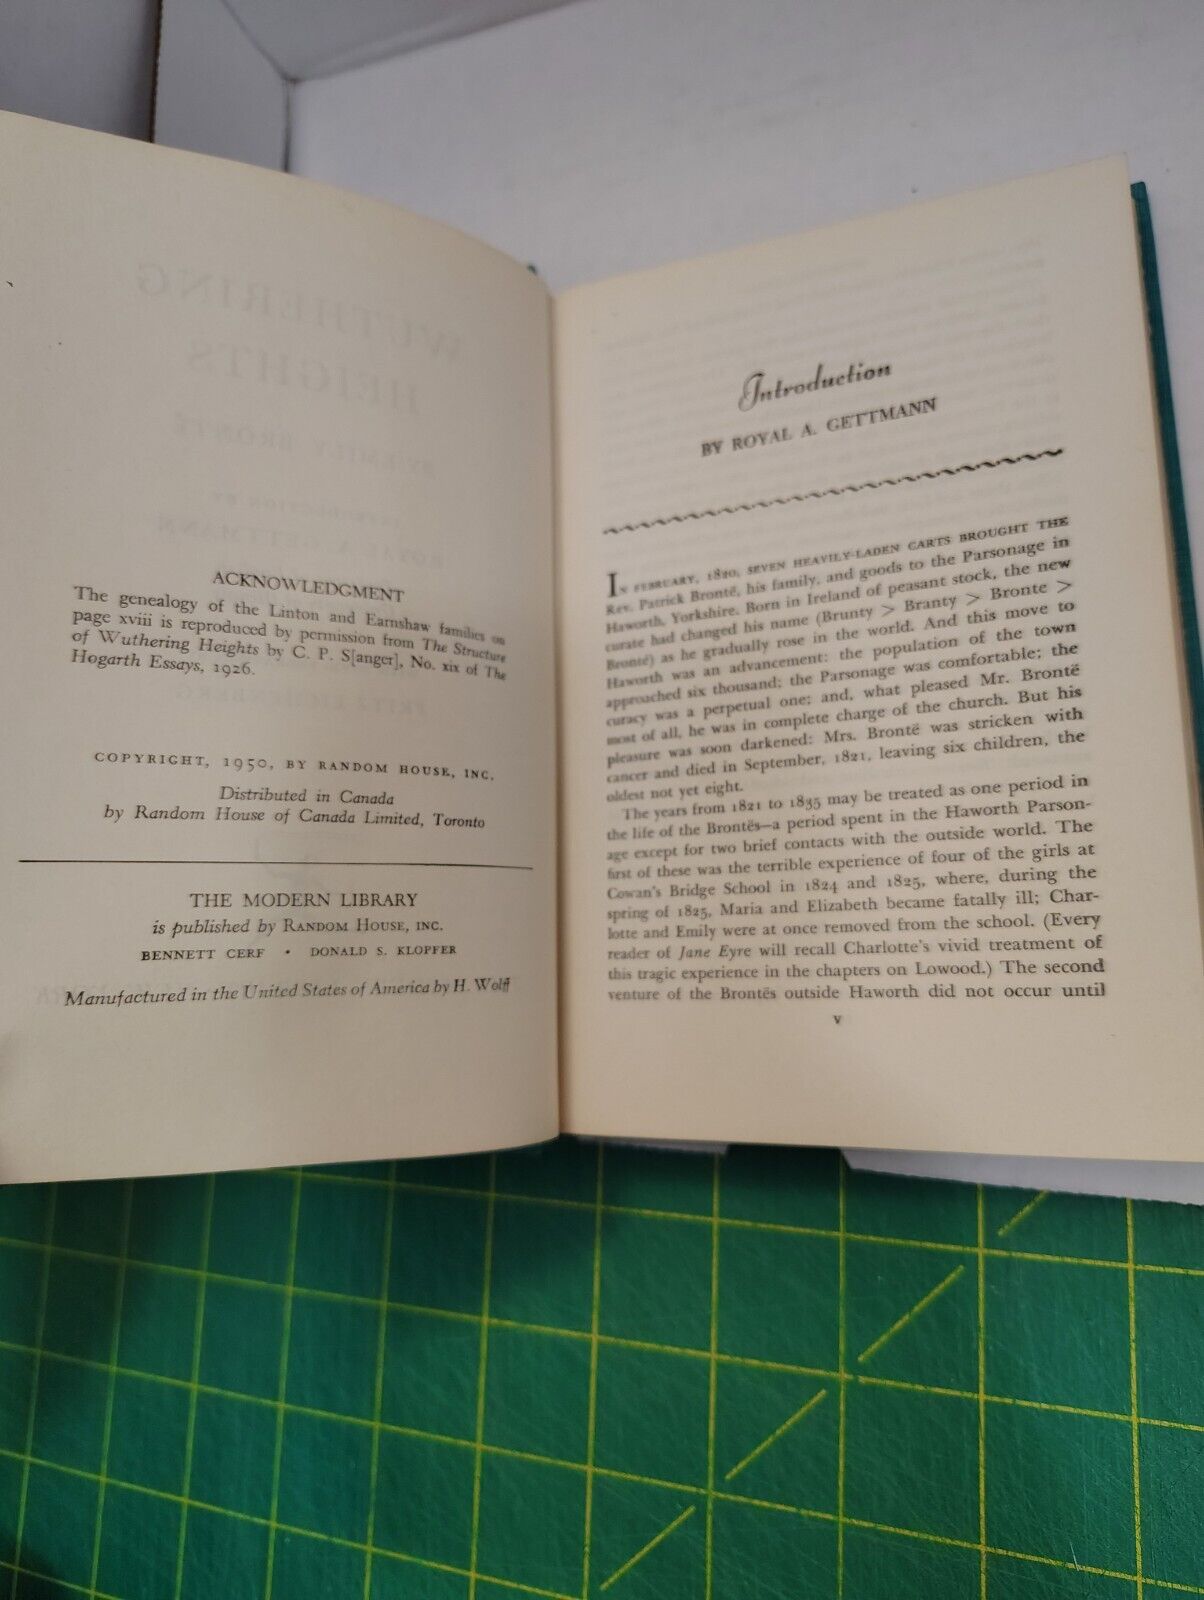 ACKNOWLEDGMENT
The genealogy of the Linton and Earnshaw families on
page xviii is reproduced by permission from The Structure
of Wuthering Heights by C. P. S[anger], No. xix of The
Hogarth Essays, 1926.
COPYRIGHT, 1950, BY RANDOM HOUSE, INC.
Distributed in Canada
by Random House of Canada Limited, Toronto
THE MODERN LIBRARY
is published by RANDOM HOUSE, INC.
BENNETT CERF • DONALD S. KLOPFER
Manufactured in the United States of America by H. Wolff
Introduction
BY ROYAL A. GETTMANN
IN FEBRUARY, 1820, SEVEN HEAVILY-LADEN CARTS BROUGHT THE
Rev. Patrick Brontë, his family, and goods to the Parsonage in
Haworth, Yorkshire. Born in Ireland of peasant stock, the new
curate had changed his name (Brunty > Branty > Bronte >
Brontë) as he gradually rose in the world. And this move to
Haworth was an advancement: the population of the town
approached six thousand; the Parsonage was comfortable; the
curacy was a perpetual one; and, what pleased Mr. Brontë
most of all, he was in complete charge of the church. But his
pleasure was soon darkened: Mrs. Brontë was stricken with
cancer and died in September, 1821, leaving six children, the
oldest not yet eight.
The years from 1821 to 1835 may be treated as one period in
the life of the Brontës—a period spent in the Haworth Parson-
age except for two brief contacts with the outside world. The
first of these was the terrible experience of four of the girls at
Cowan's Bridge School in 1824 and 1825, where, during the
spring of 1825, Maria and Elizabeth became fatally ill; Char-
lotte and Emily were at once removed from the school. (Every
reader of Jane Eyre will recall Charlotte's vivid treatment of
this tragic experience in the chapters on Lowood.) The second
venture of the Brontës outside Haworth did not occur until
v